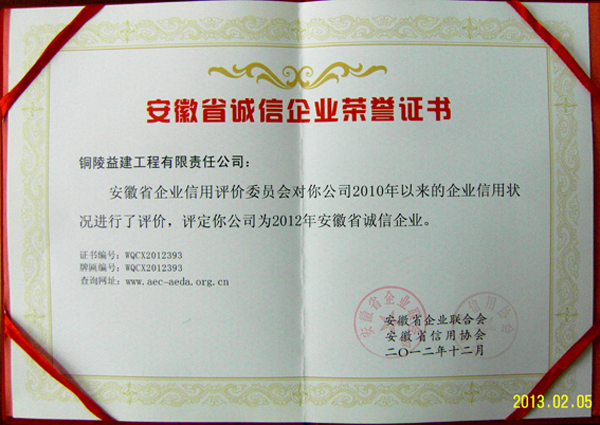 安徽省诚信企业荣誉证书
铜陵益建工程有限责任公司：
安徽省企业信用评价委员会对你公司2010年以来的企业信用状
况进行了评价，评定你公司为2012年安徽省诚信企业。
证书编号：WQCX2012393
牌匾编号：WQCX2012393
查询网址：www.aec-aeda.org.cn
安徽省企业联合会
安徽省信用协会
二〇一二年十二月
2013.02.05